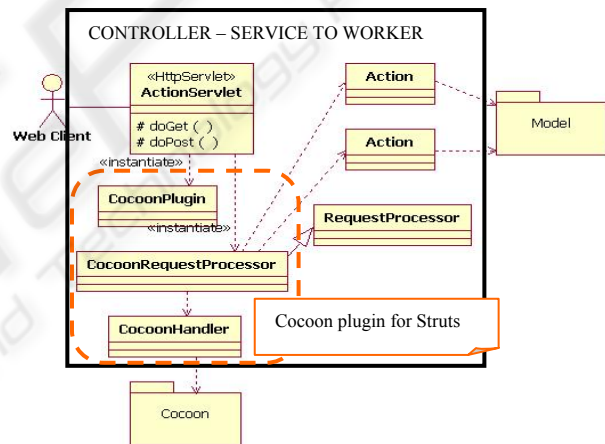 CONTROLLER – SERVICE TO WORKER
«HttpServlet»
ActionServlet
# doGet ( )
# doPost ( )
Web Client
Action
Action
Model
«instantiate»
CocoonPlugin
«instantiate»
RequestProcessor
CocoonRequestProcessor
CocoonHandler
Cocoon plugin for Struts
Cocoon